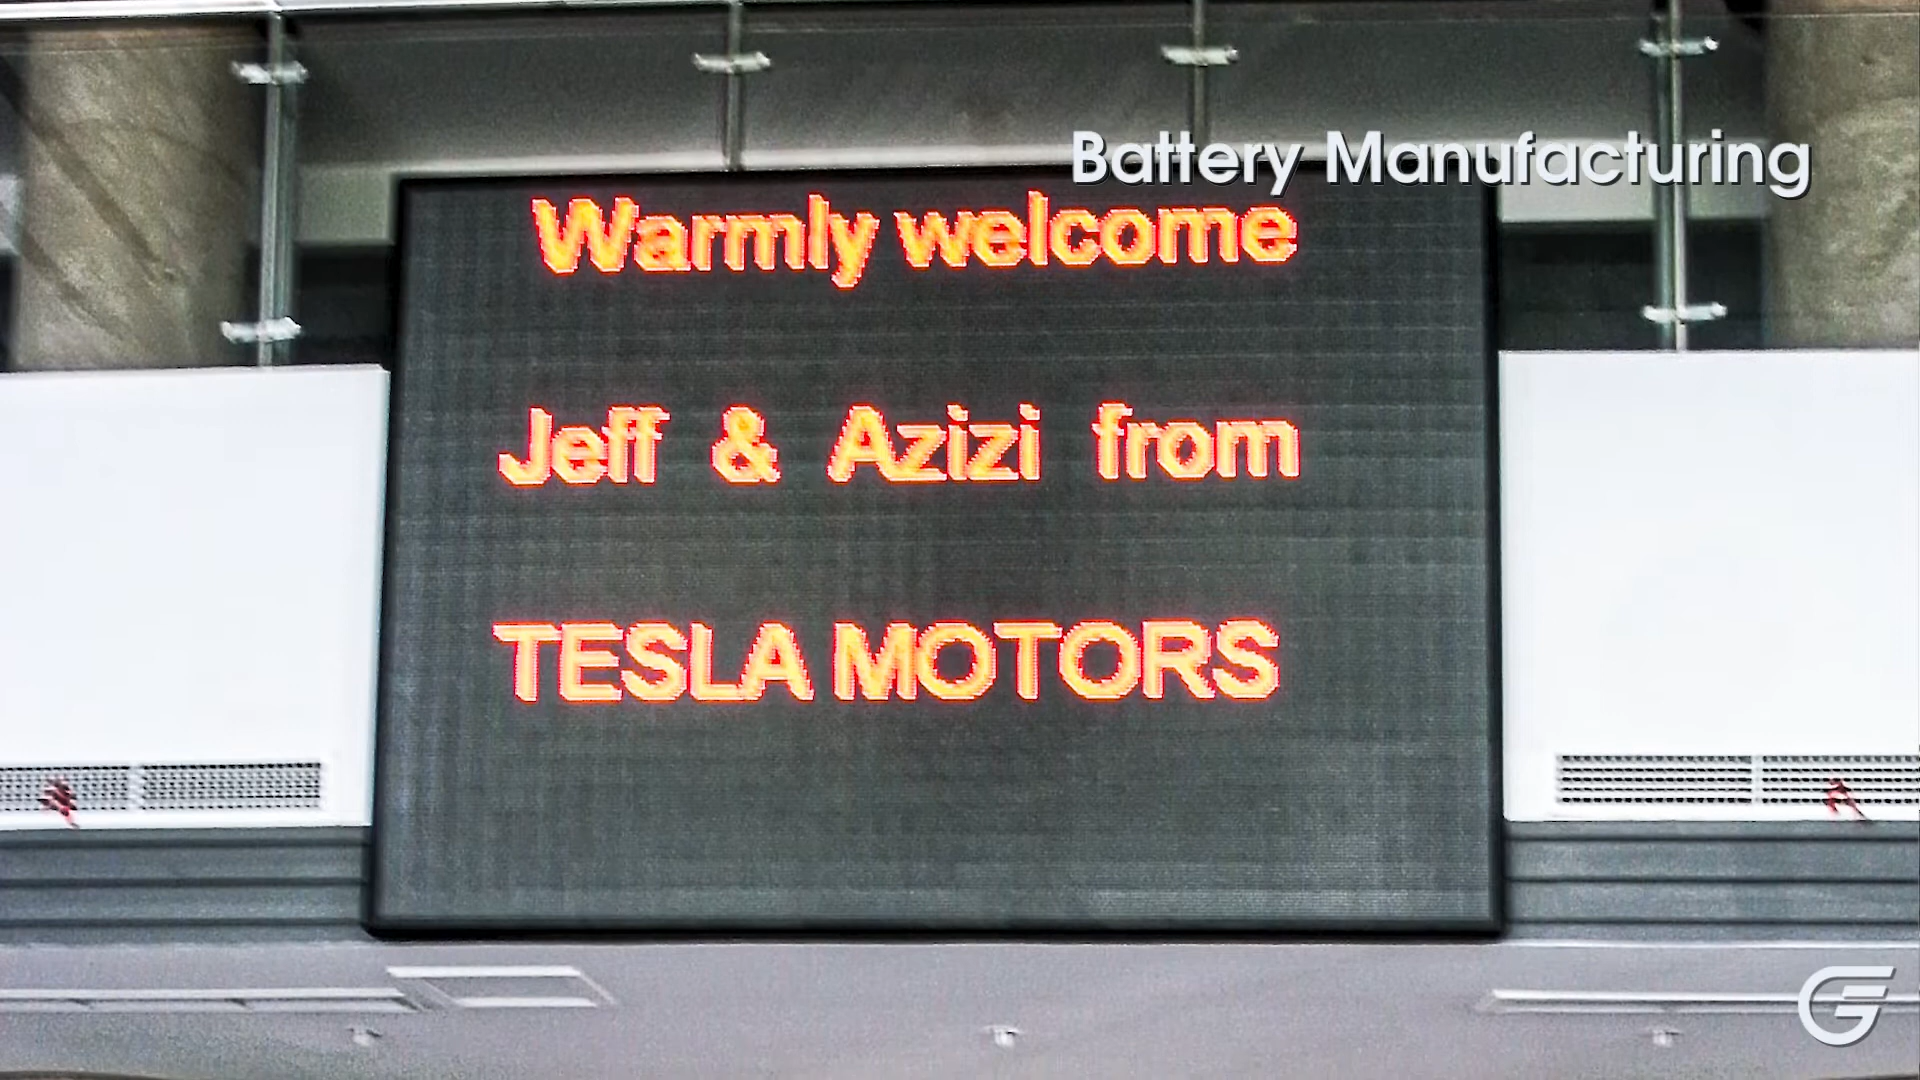 Battery Manufacturing
Warmly welcome
Jeff & Azizi from
TESLA MOTORS